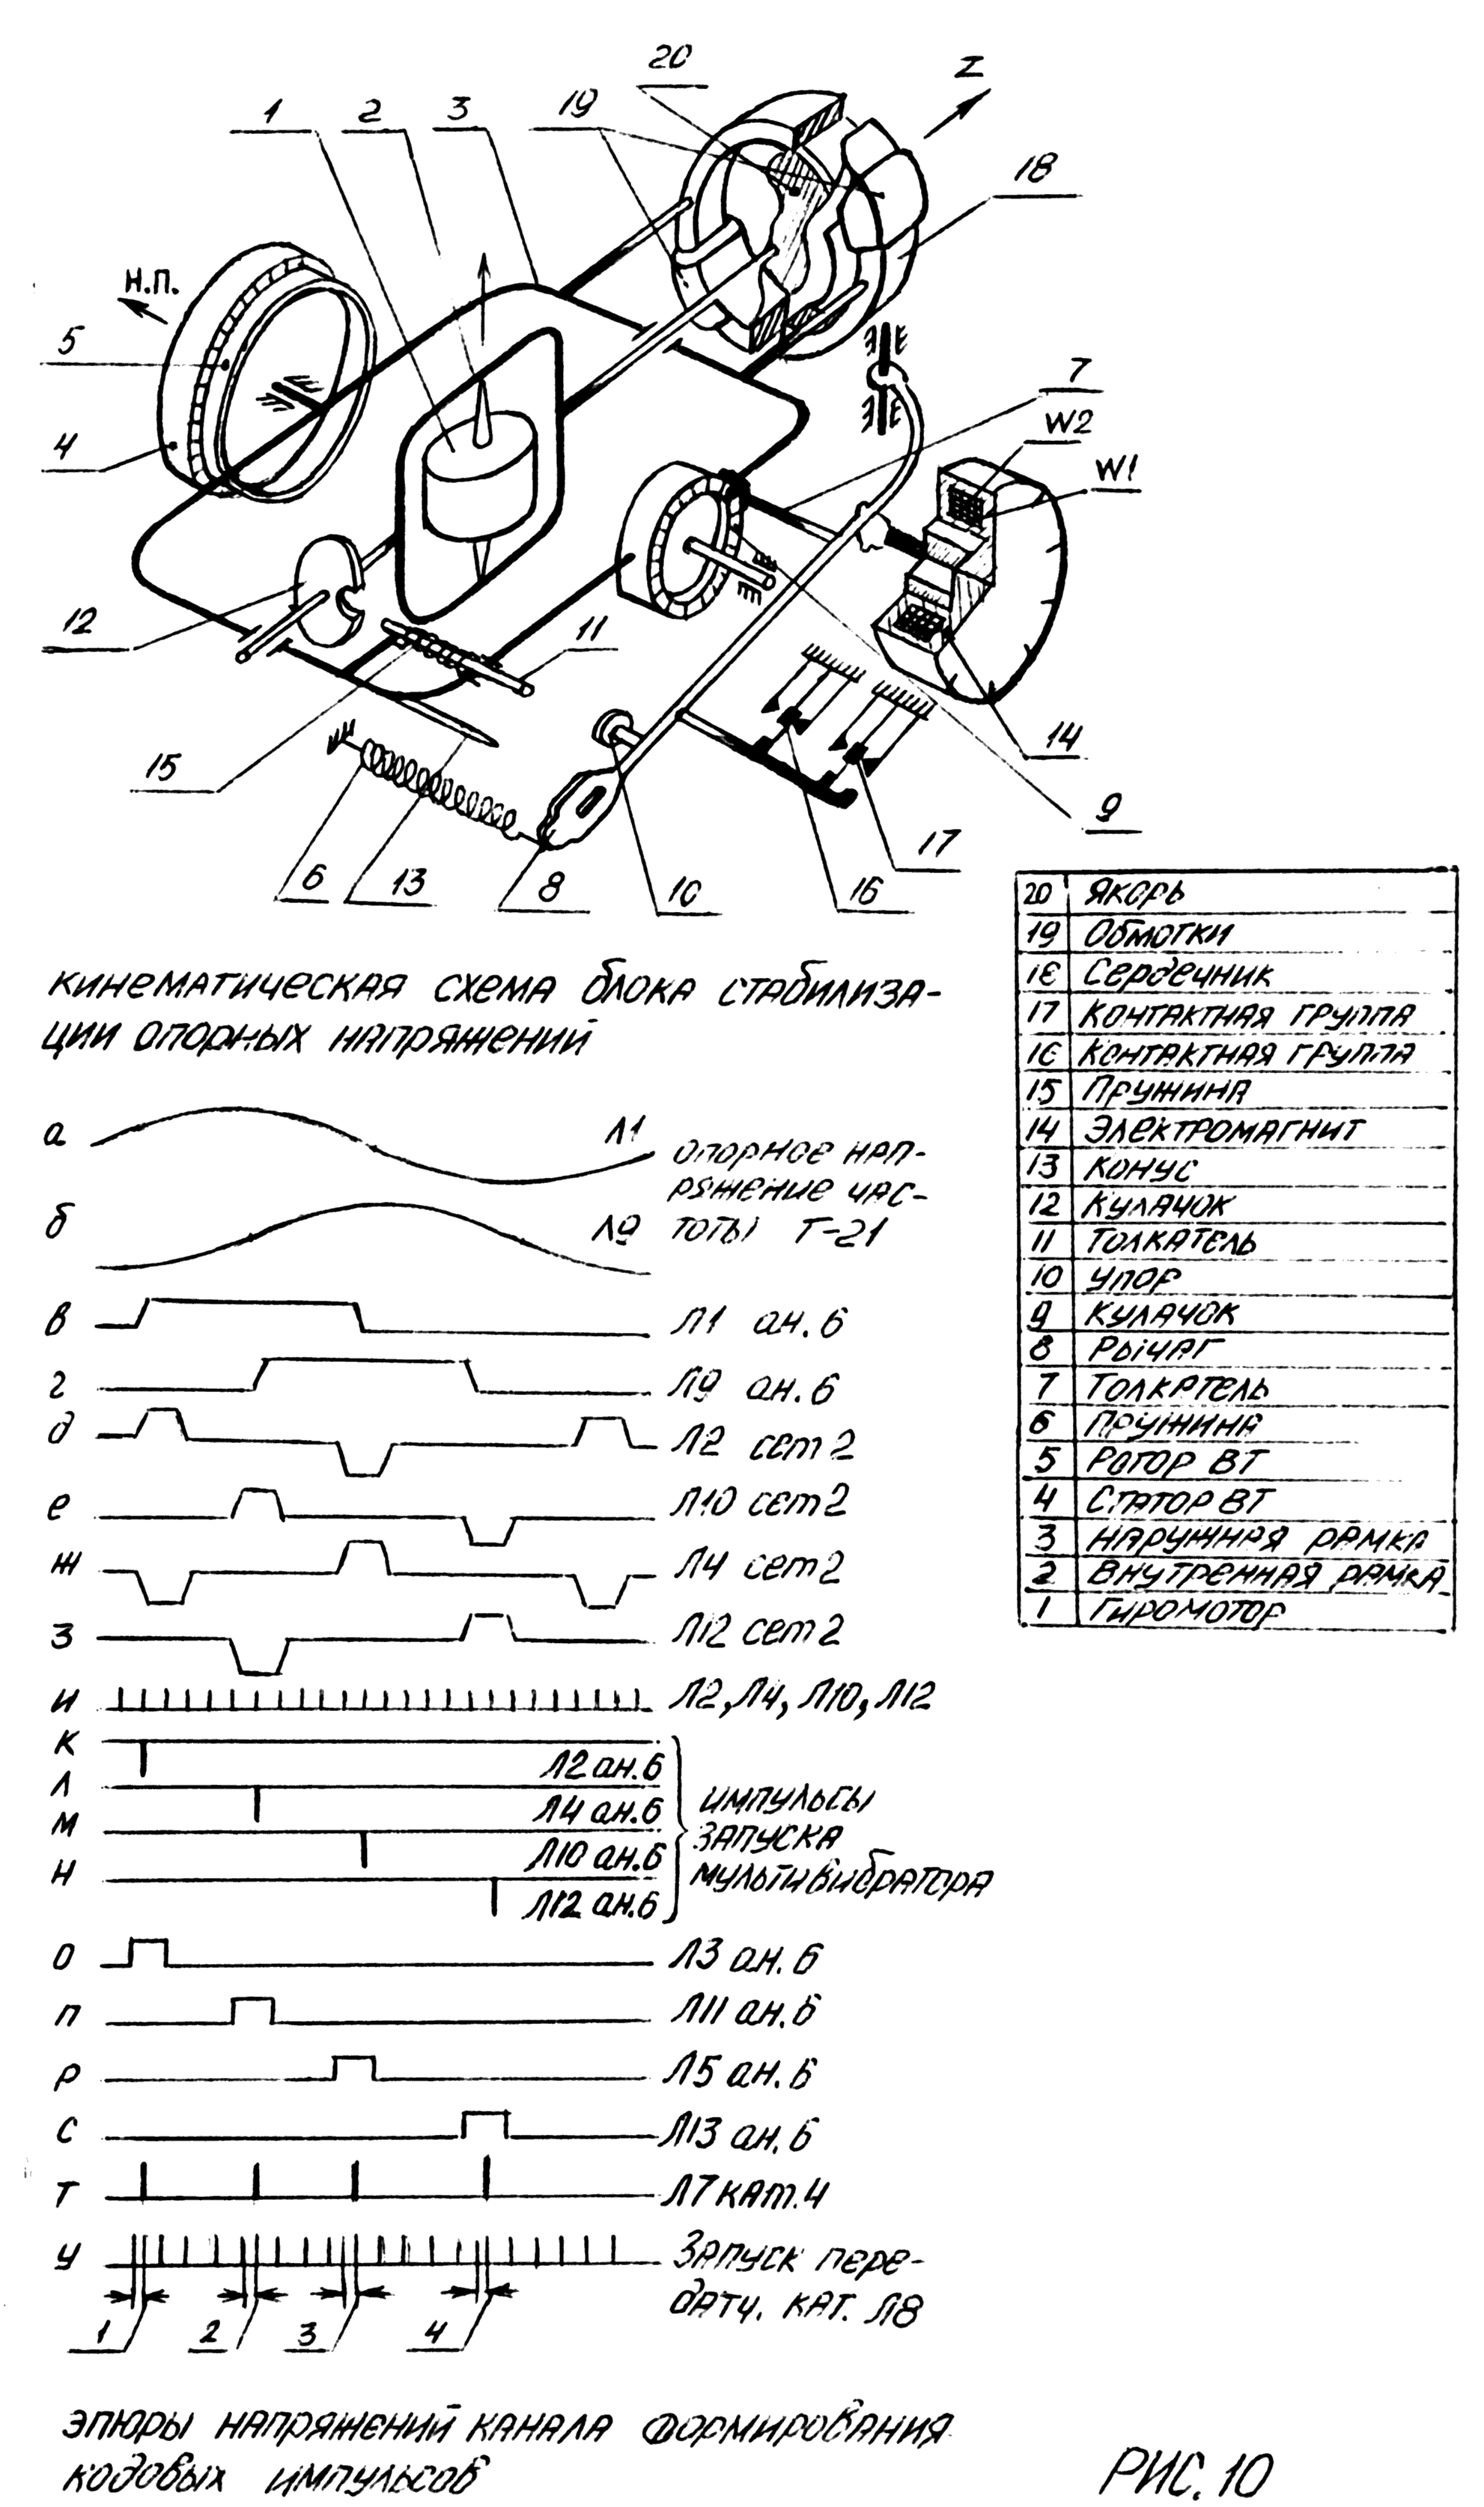 20
Z
1
2
3
19
18
Н.П.
5
7
W2
W1
4
12
11
15
14
9
17
6
13
8
10
16
20 Якорь
19 Обмотки
18 Сердечник
17 Контактная группа
16 Контактная группа
15 Пружина
14 Электромагнит
13 Конус
12 Кулачок
11 Толкатель
10 Упор
9 Кулачок
8 Рычаг
7 Толкатель
6 Пружина
5 Ротор ВТ
4 Статор ВТ
3 Наружная рамка
2 Внутренная рамка
1 Гиромотор
Кинематическая схема блока стабилиза-
ции опорных напряжений
а Л1 опорное нап-
ряжение час-
б Л9 тоты Т-21
в Л1 ан. 6
г Л9 ан. 6
д Л2 сет 2
е Л10 сет 2
ж Л4 сет 2
з Л12 сет 2
и Л2, Л4, Л10, Л12
к Л2 ан. 6
л Л4 ан. 6
м Л10 ан. 6
н Л12 ан. 6
импульсы
запуска
мультивибратора
о Л3 ан. 6
п Л11 ан. 6
р Л5 ан. 6
с Л13 ан. 6
т Л7 кат. 4
у Запуск пере-
датч. кат. Л8
1 2 3 4
Эпюры напряжений канала формирования
кодовых импульсов
Рис. 10